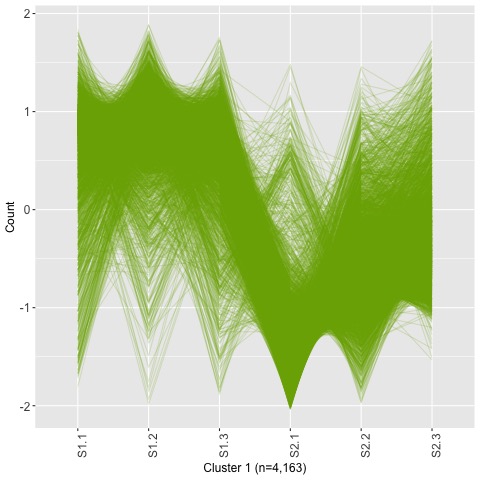 2
1
0
-1
-2
Count
S1.1
S1.2
S1.3
S2.1
S2.2
S2.3
Cluster 1 (n=4,163)